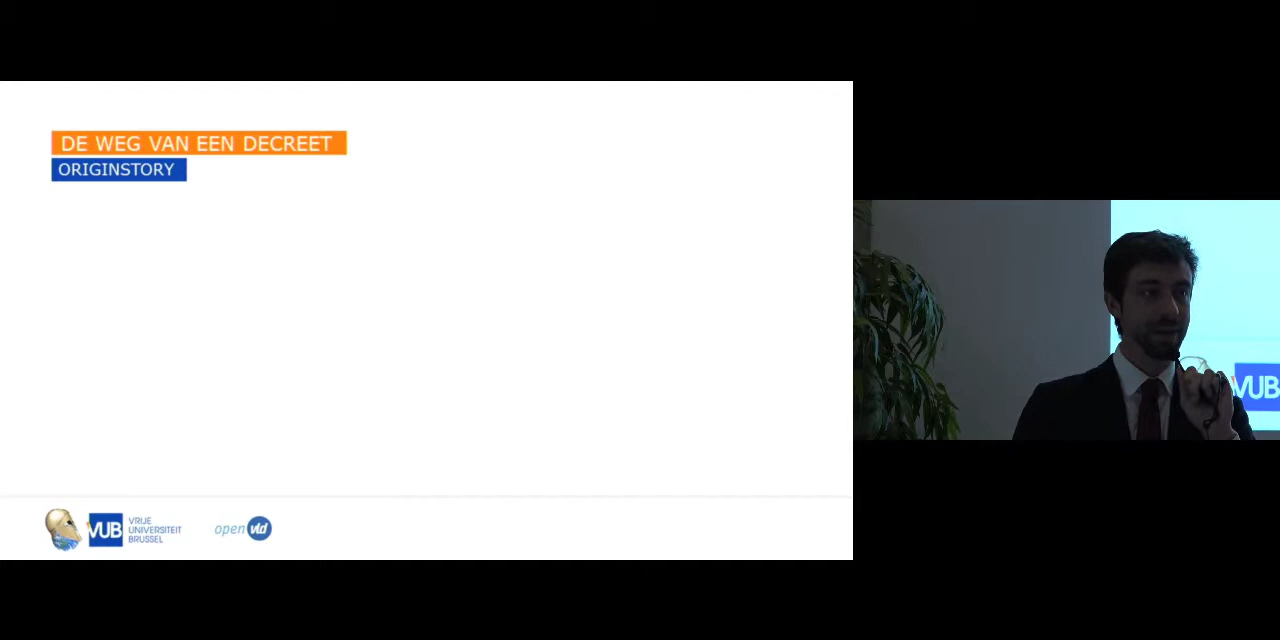 DE WEG VAN EEN DECREET
ORIGINSTORY
VUB
VRIJE
UNIVERSITEIT
BRUSSEL
open vld
VUB